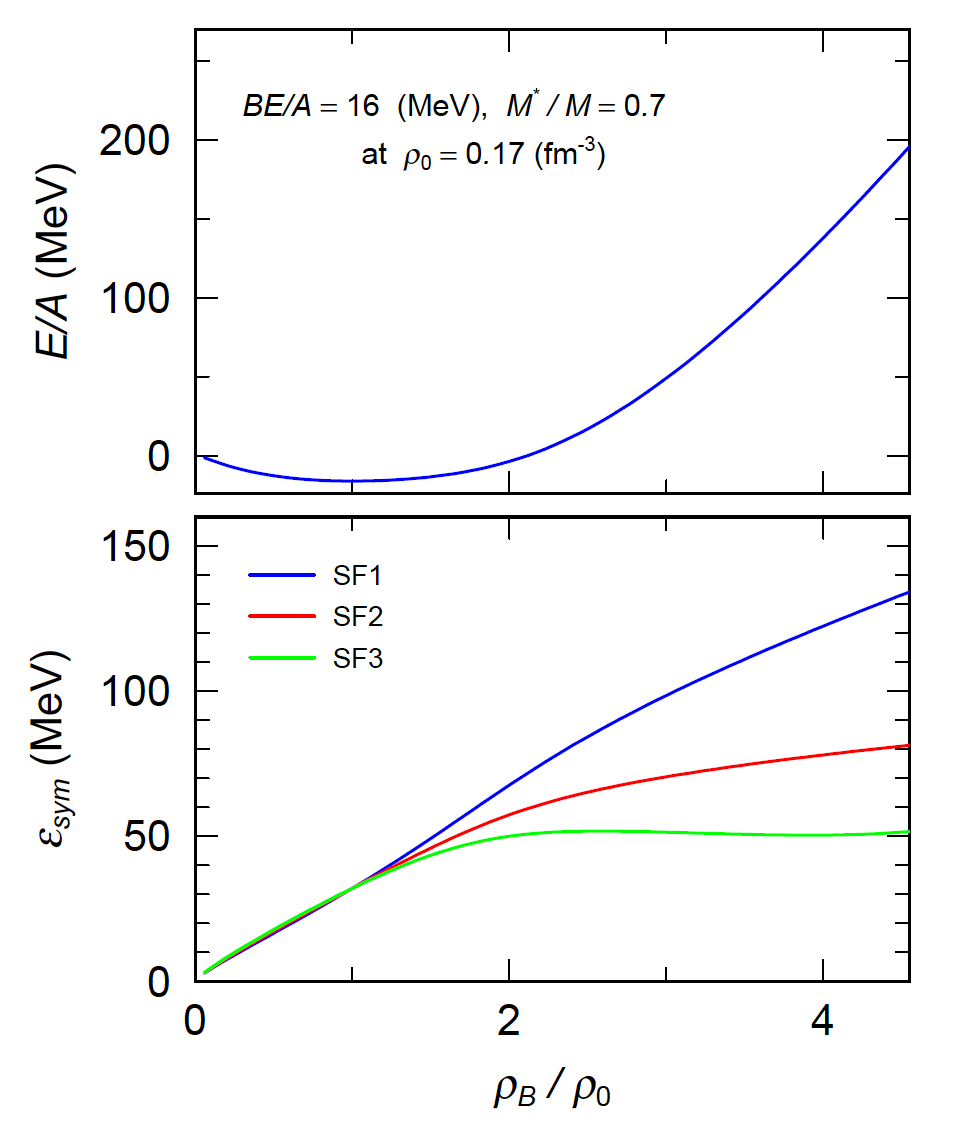 BE/A = 16 (MeV), M* / M = 0.7
at ρ0 = 0.17 (fm-3)
E/A (MeV)
200
100
0
SF1
SF2
SF3
εsym (MeV)
150
100
50
0
0 2 4
ρB / ρ0